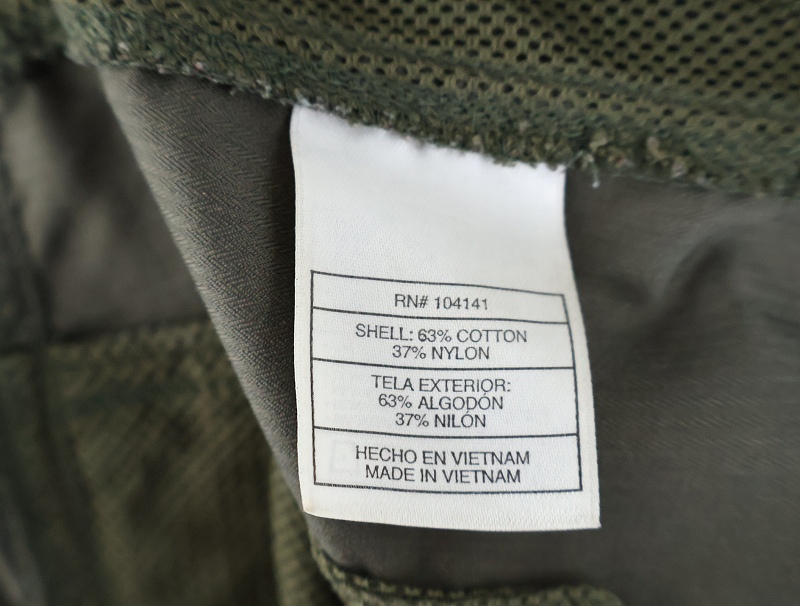 RN# 104141
SHELL: 63% COTTON
37% NYLON
TELA EXTERIOR:
63% ALGODÓN
37% NILÓN
HECHO EN VIETNAM
MADE IN VIETNAM